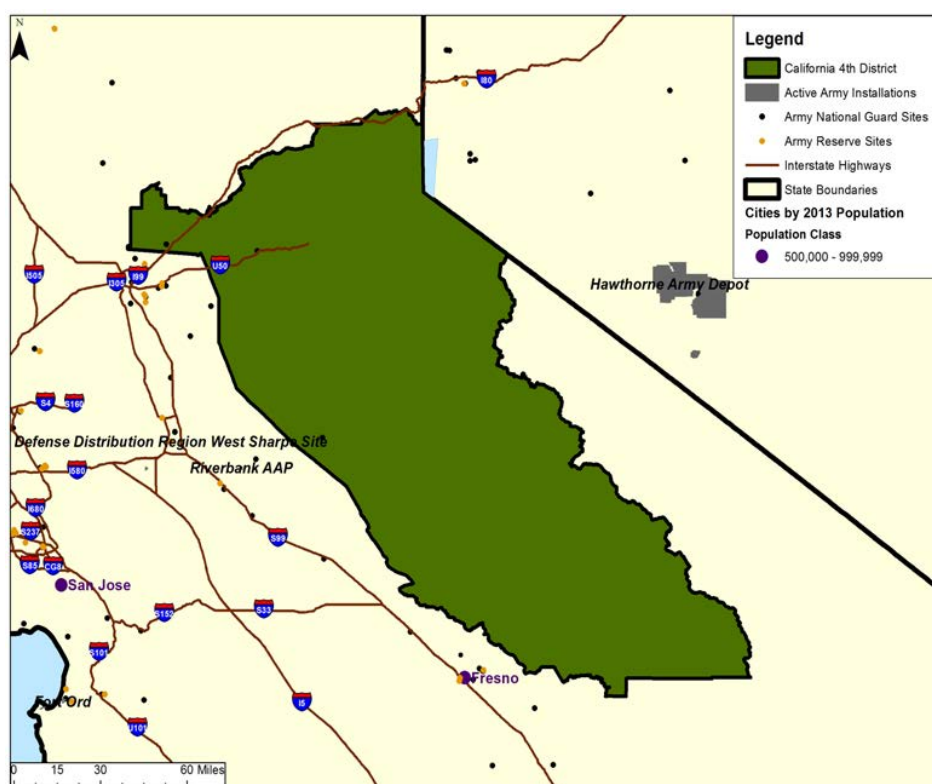 N
Legend
California 4th District
Active Army Installations
Army National Guard Sites
Army Reserve Sites
Interstate Highways
State Boundaries
Cities by 2013 Population
Population Class
500,000 - 999,999
I80
I505
I99
U50
I305
Hawthorne Army Depot
S4
S160
Defense Distribution Region West Sharpe Site
Riverbank AAP
I580
I680
S237
S99
S85
CG8
San Jose
S152
S33
S101
Fresno
Fort Ord
I5
U101
0 15 30 60 Miles